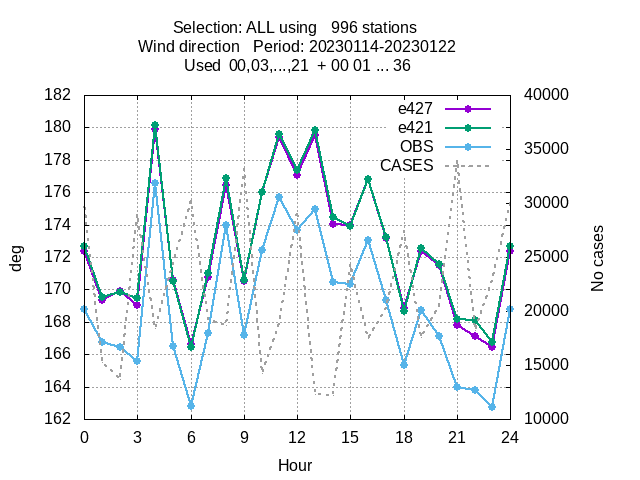 Selection: ALL using   996 stations
Wind direction   Period: 20230114-20230122
Used  00,03,...,21  + 00 01 ... 36
182
180
178
176
174
172
170
168
166
164
162
40000
35000
30000
25000
20000
15000
10000
e427
e421
OBS
CASES
deg
No cases
0 3 6 9 12 15 18 21 24
Hour